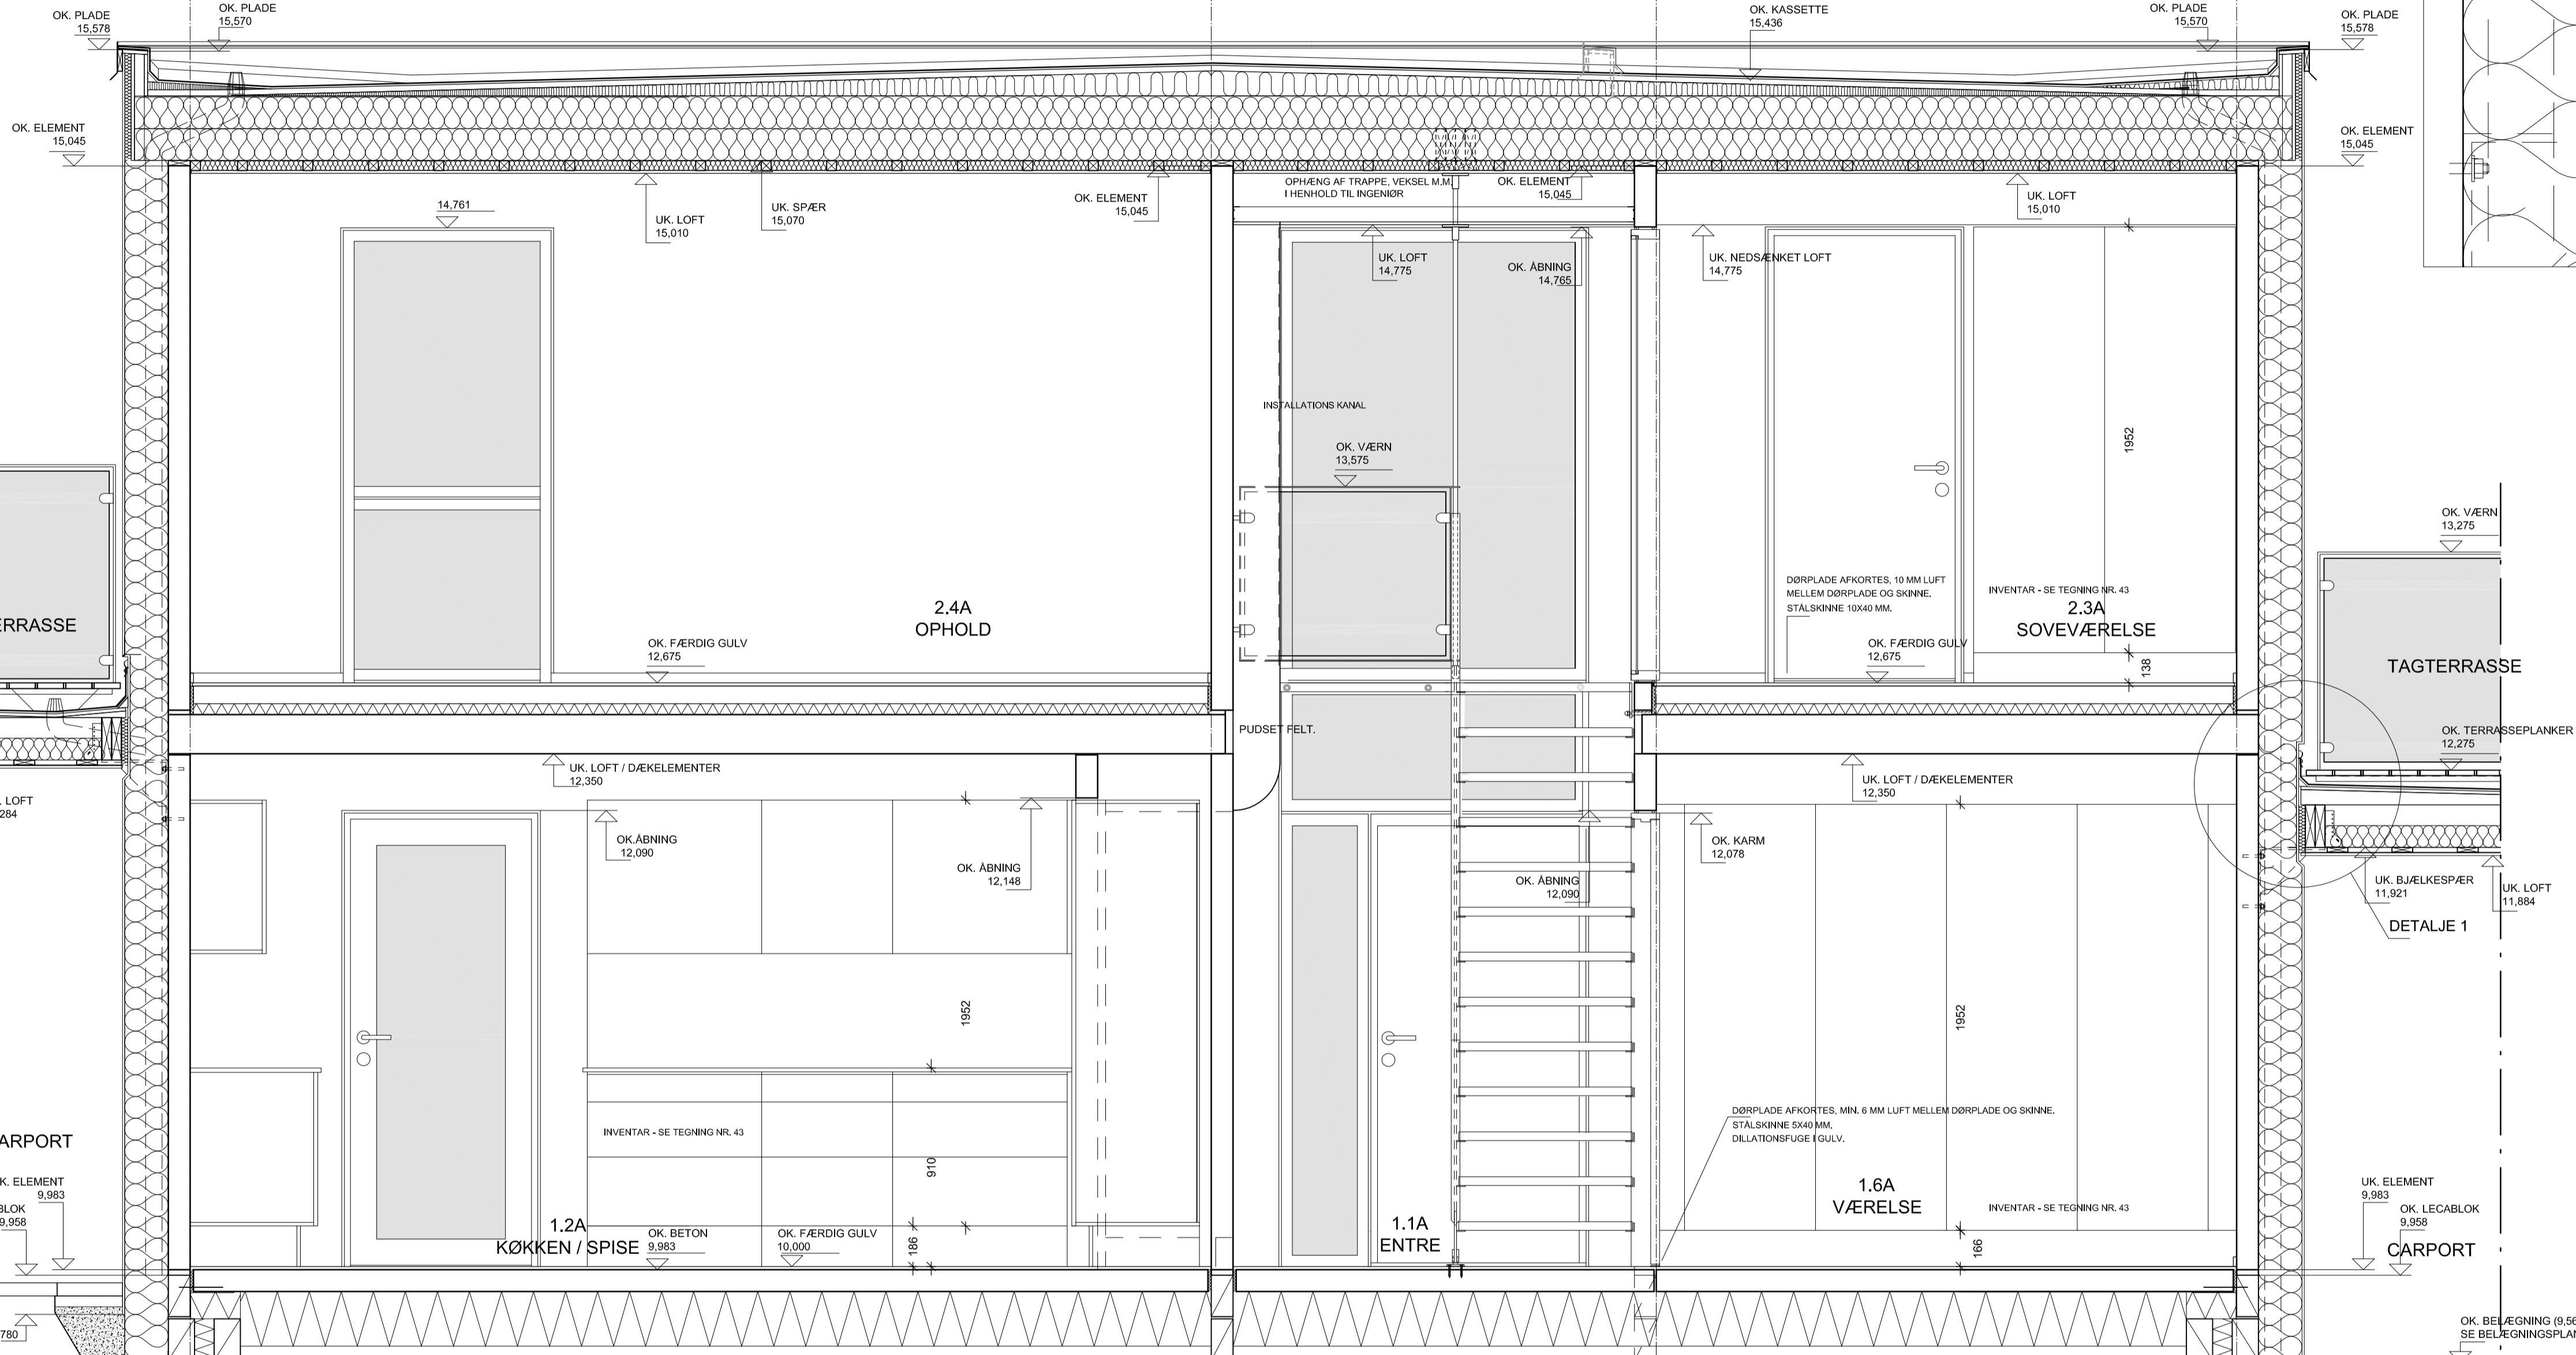 OK. PLADE
15,578
OK. PLADE
15,570
OK. KASSETTE
15,436
OK. PLADE
15,570
OK. PLADE
15,578
OK. ELEMENT
15,045
OK. ELEMENT
15,045
14,761
UK. LOFT
15,010
UK. SPÆR
15,070
OK. ELEMENT
15,045
OPHÆNG AF TRAPPE, VEKSEL M.M.
I HENHOLD TIL INGENIØR
OK. ELEMENT
15,045
UK. LOFT
15,010
UK. LOFT
14,775
OK. ÅBNING
14,765
UK. NEDSÆNKET LOFT
14,775
INSTALLATIONS KANAL
OK. VÆRN
13,575
1952
OK. VÆRN
13,275
DØRPLADE AFKORTES, 10 MM LUFT
MELLEM DØRPLADE OG SKINNE.
STÅLSKINNE 10X40 MM.
INVENTAR - SE TEGNING NR. 43
2.3A
SOVEVÆRELSE
2.4A
OPHOLD
ERRASSE
OK. FÆRDIG GULV
12,675
OK. FÆRDIG GULV
12,675
138
TAGTERRASSE
PUDSET FELT.
OK. TERRASSEPLANKER
12,275
UK. LOFT / DÆKELEMENTER
12,350
UK. LOFT / DÆKELEMENTER
12,350
LOFT
284
OK.ÅBNING
12,090
OK. ÅBNING
12,148
OK. ÅBNING
12,090
OK. KARM
12,078
UK. BJÆLKESPÆR
11,921
UK. LOFT
11,884
DETALJE 1
1952
1952
DØRPLADE AFKORTES, MIN. 6 MM LUFT MELLEM DØRPLADE OG SKINNE.
STÅLSKINNE 5X40 MM.
DILLATIONSFUGE I GULV.
INVENTAR - SE TEGNING NR. 43
ARPORT
910
K. ELEMENT
9,983
BLOK
9,958
1.2A
KØKKEN / SPISE
OK. BETON
9,983
OK. FÆRDIG GULV
10,000
186
1.1A
ENTRE
1.6A
VÆRELSE
INVENTAR - SE TEGNING NR. 43
166
UK. ELEMENT
9,983
OK. LECABLOK
9,958
CARPORT
780
OK. BELÆGNING (9,56
SE BELÆGNINGSPLAN